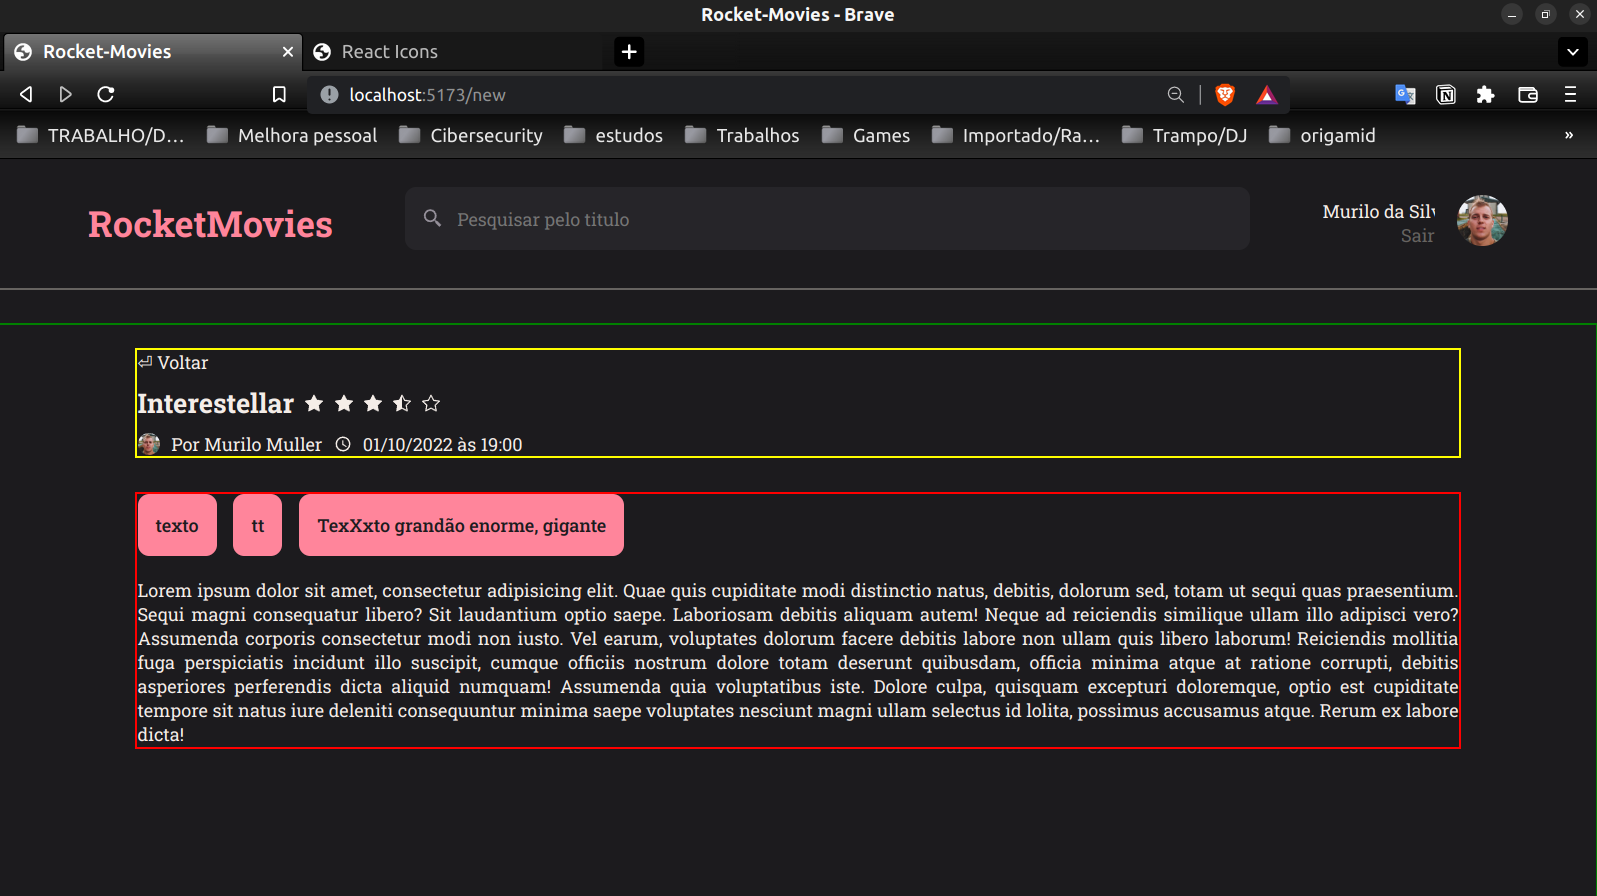 Rocket-Movies - Brave
Rocket-Movies
React Icons
localhost:5173/new
TRABALHO/D...
Melhora pessoal
Cibersecurity
estudos
Trabalhos
Games
Importado/Ra...
Trampo/DJ
origamid
»
RocketMovies
Pesquisar pelo titulo
Murilo da Silv
Sair
Voltar
Interestellar
Por Murilo Muller 01/10/2022 às 19:00
texto
tt
TexXxto grandão enorme, gigante
Lorem ipsum dolor sit amet, consectetur adipisicing elit. Quae quis cupiditate modi distinctio natus, debitis, dolorum sed, totam ut sequi quas praesentium.
Sequi magni consequatur libero? Sit laudantium optio saepe. Laboriosam debitis aliquam autem! Neque ad reiciendis similique ullam illo adipisci vero?
Assumenda corporis consectetur modi non iusto. Vel earum, voluptates dolorum facere debitis labore non ullam quis libero laborum! Reiciendis mollitia
fuga perspiciatis incidunt illo suscipit, cumque officiis nostrum dolore totam deserunt quibusdam, officia minima atque at ratione corrupti, debitis
asperiores perferendis dicta aliquid numquam! Assumenda quia voluptatibus iste. Dolore culpa, quisquam excepturi doloremque, optio est cupiditate
tempore sit natus iure deleniti consequuntur minima saepe voluptates nesciunt magni ullam selectus id lolita, possimus accusamus atque. Rerum ex labore
dicta!